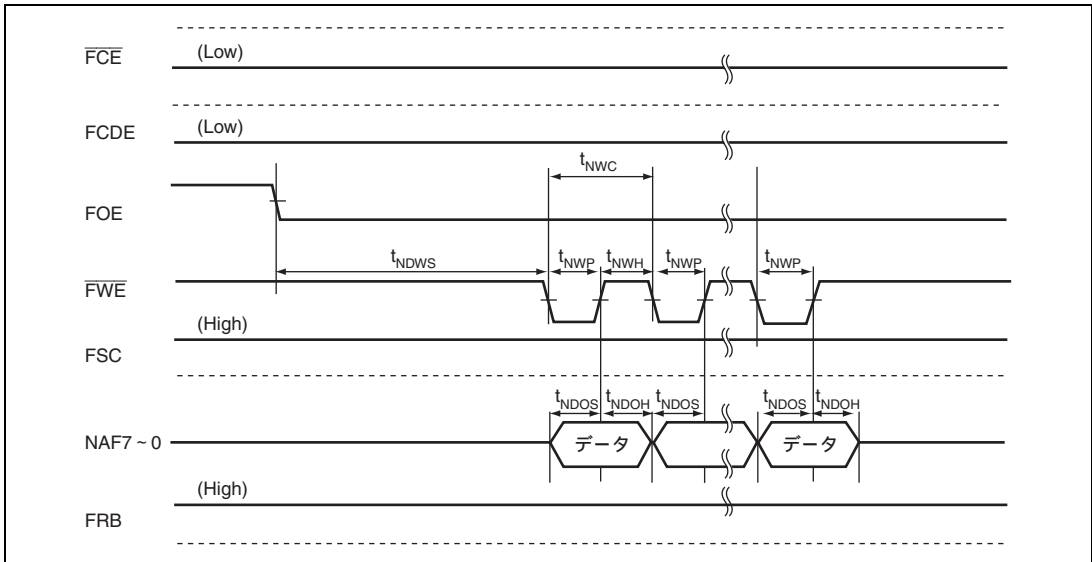 FCE (Low)
FCDE (Low)
tNWC
FOE
tNDWS tNWP tNWH tNWP tNWP
FWE
(High)
FSC
tNDOS tNDOH tNDOS tNDOS tNDOH
NAF7 ~ 0 データ データ
(High)
FRB